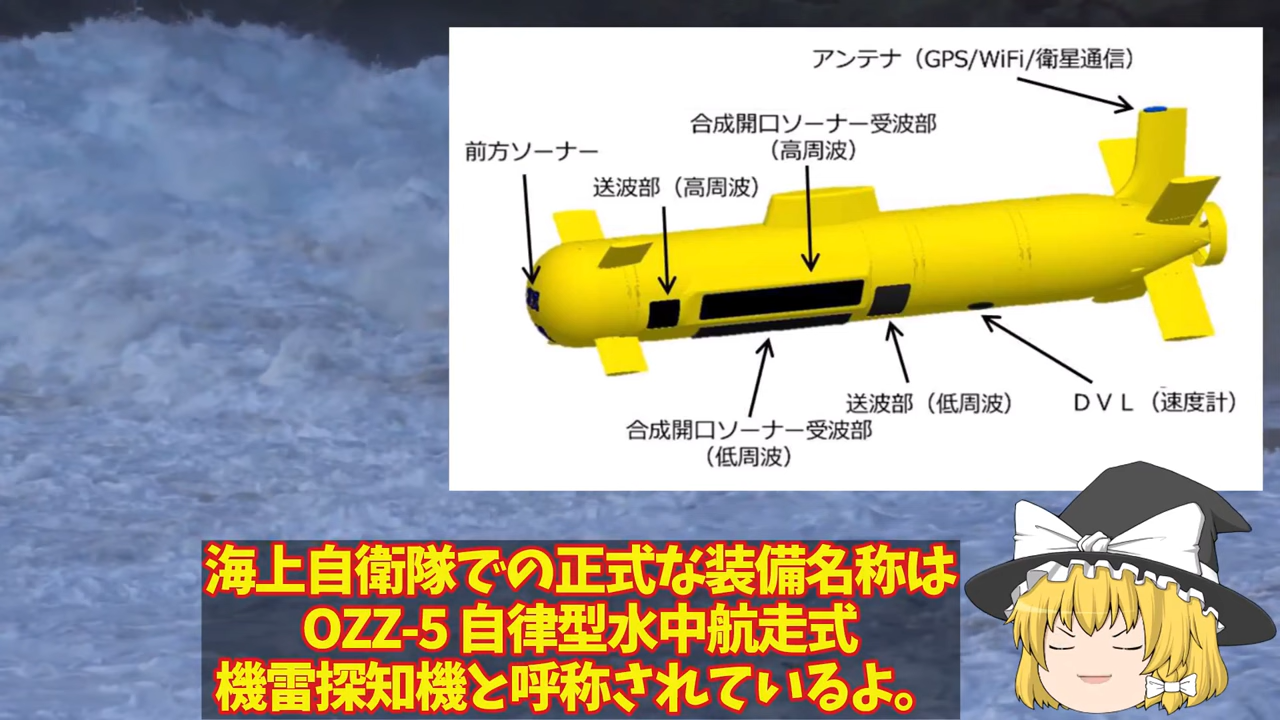 アンテナ（GPS/WiFi/衛星通信）
合成開口ソーナー受波部
（高周波）
前方ソーナー
送波部（高周波）
送波部（低周波）
ＤＶＬ（速度計）
合成開口ソーナー受波部
（低周波）
海上自衛隊での正式な装備名称は
OZZ-5 自律型水中航走式
機雷探知機と呼称されているよ。